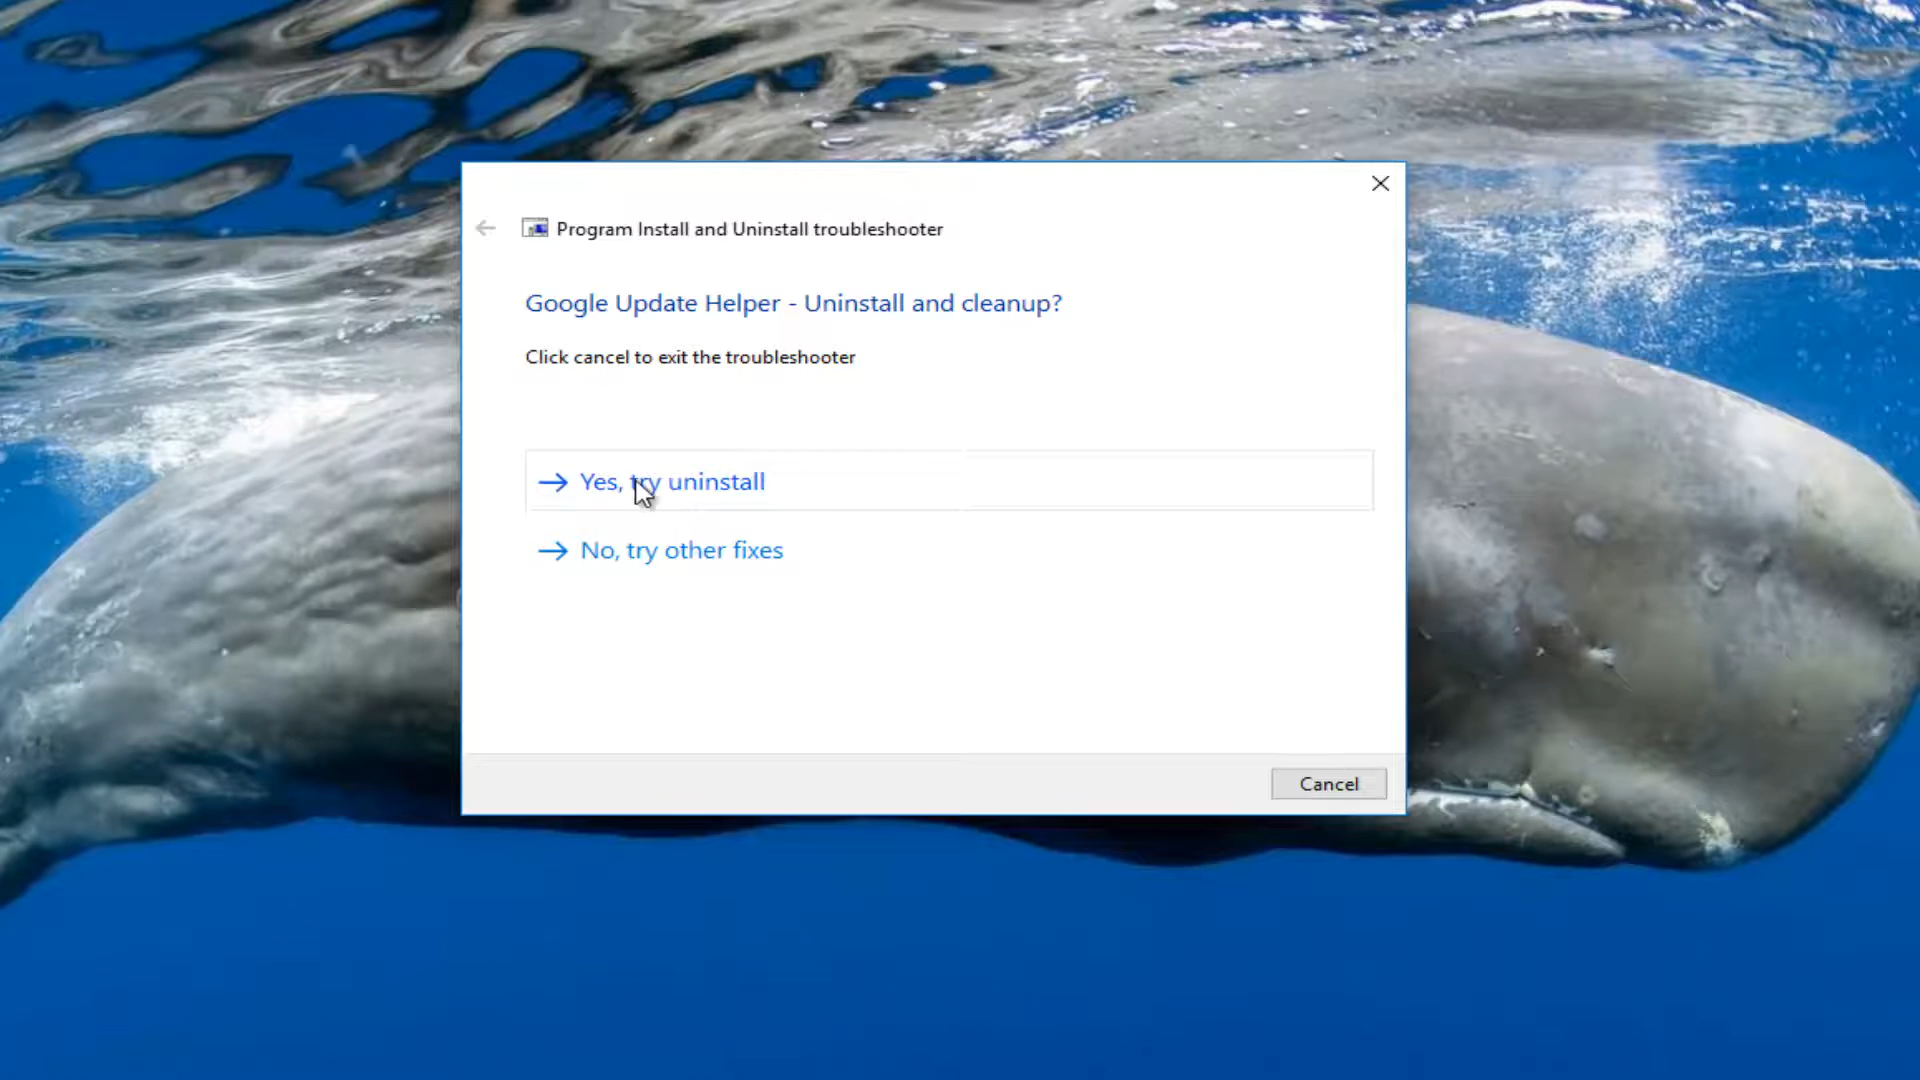 Program Install and Uninstall troubleshooter
Google Update Helper - Uninstall and cleanup?
Click cancel to exit the troubleshooter
Yes, try uninstall
No, try other fixes
Cancel